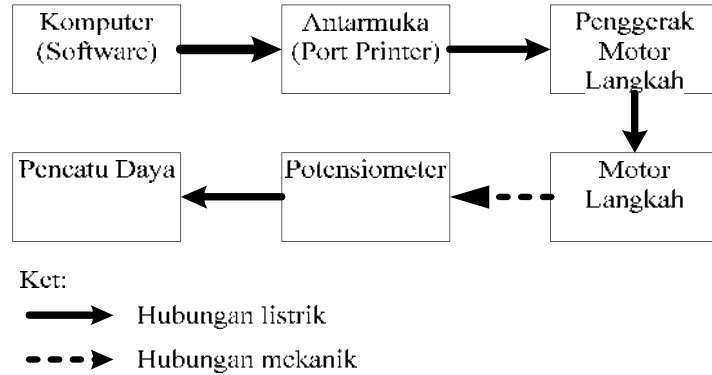 Komputer
(Software)
Antarmuka
(Port Printer)
Penggerak
Motor
Langkah
Pencatu Daya
Potensiometer
Motor
Langkah
Ket:
Hubungan listrik
Hubungan mekanik